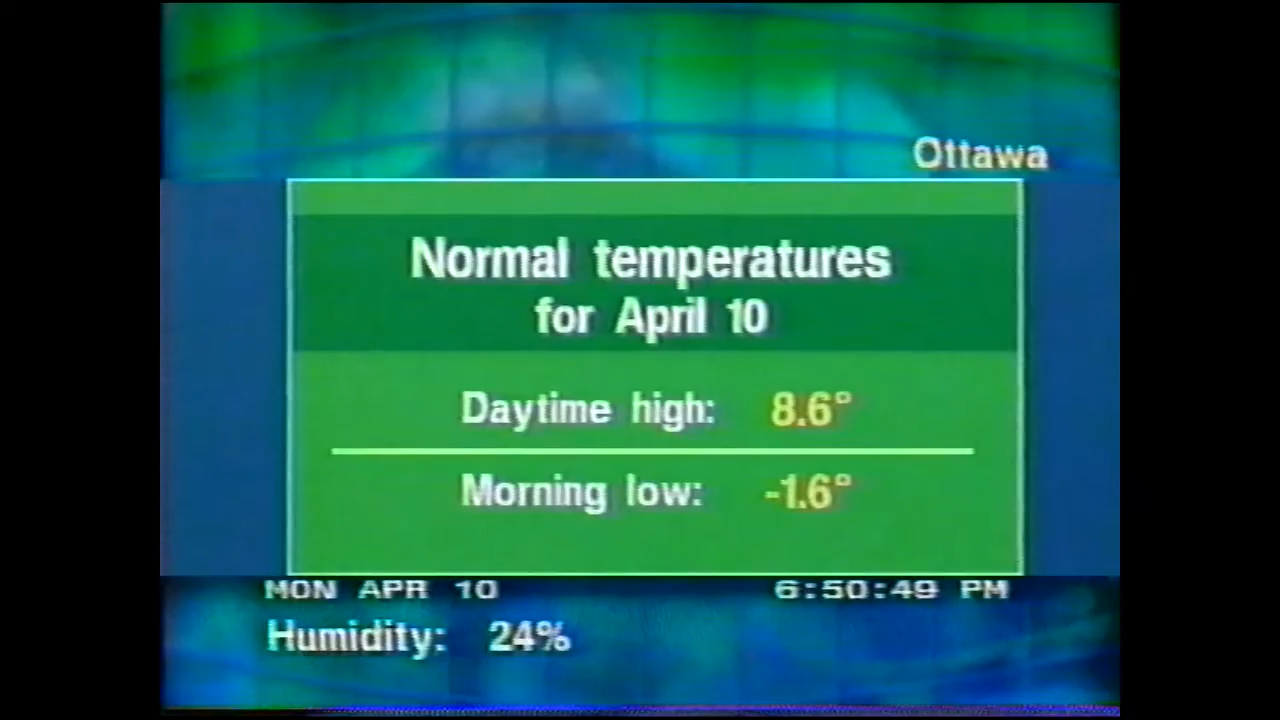 Ottawa
Normal temperatures
for April 10
Daytime high: 8.6°
Morning low: -1.6°
MON APR 10 6:50:49 PM
Humidity: 24%